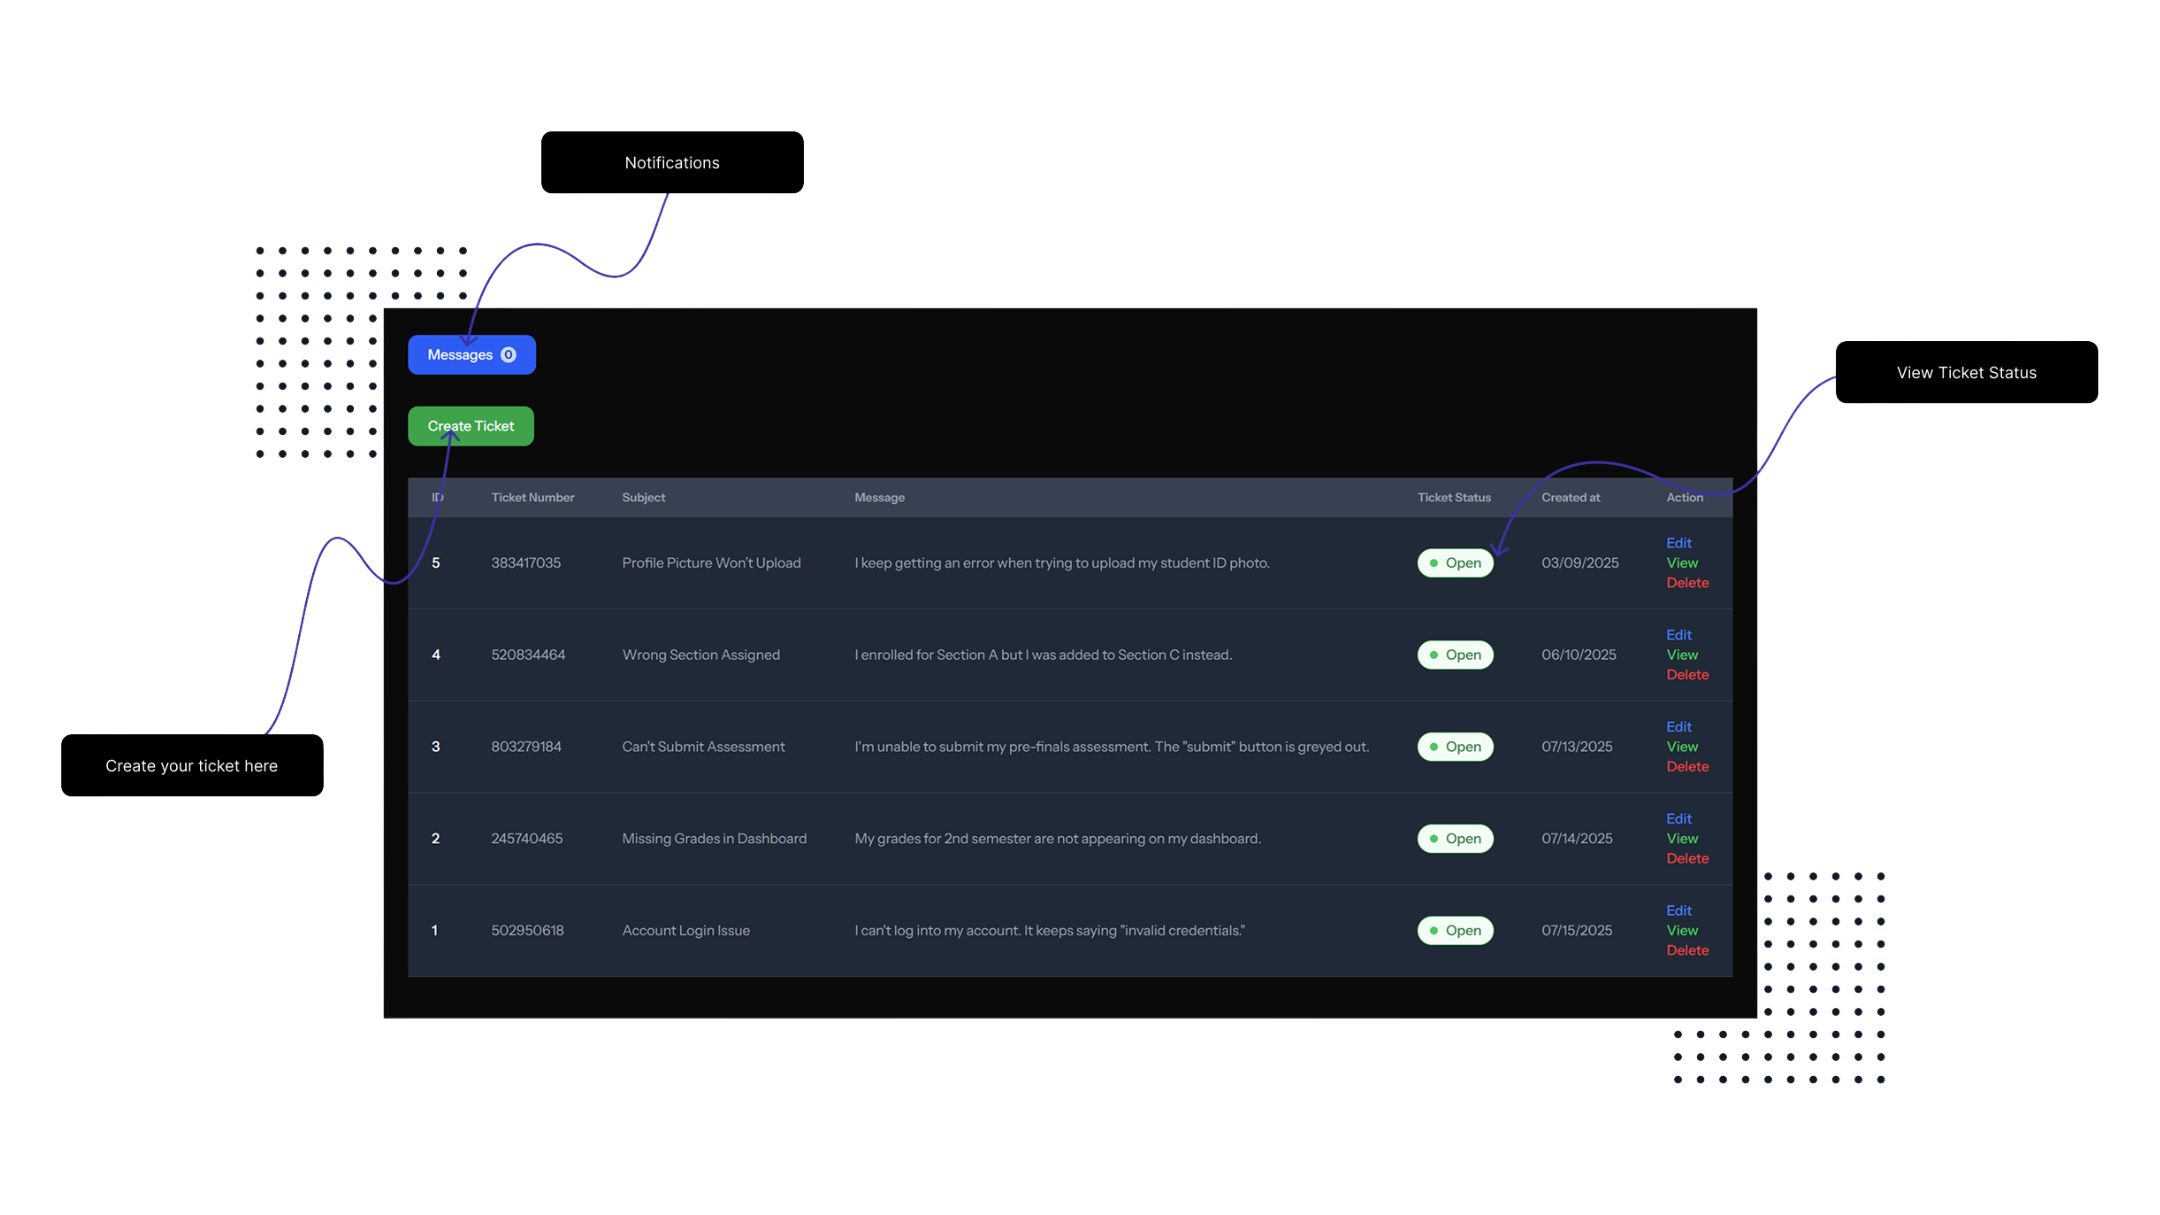 Notifications
Messages 0
View Ticket Status
Create Ticket
ID Ticket Number Subject Message Ticket Status Created at Action
5 383417035 Profile Picture Won't Upload I keep getting an error when trying to upload my student ID photo. Open 03/09/2025 Edit
View
Delete
4 520834464 Wrong Section Assigned I enrolled for Section A but I was added to Section C instead. Open 06/10/2025 Edit
View
Delete
3 803279184 Can't Submit Assessment I'm unable to submit my pre-finals assessment. The "submit" button is greyed out. Open 07/13/2025 Edit
View
Delete
Create your ticket here
2 245740465 Missing Grades in Dashboard My grades for 2nd semester are not appearing on my dashboard. Open 07/14/2025 Edit
View
Delete
1 502950618 Account Login Issue I can't log into my account. It keeps saying "invalid credentials." Open 07/15/2025 Edit
View
Delete